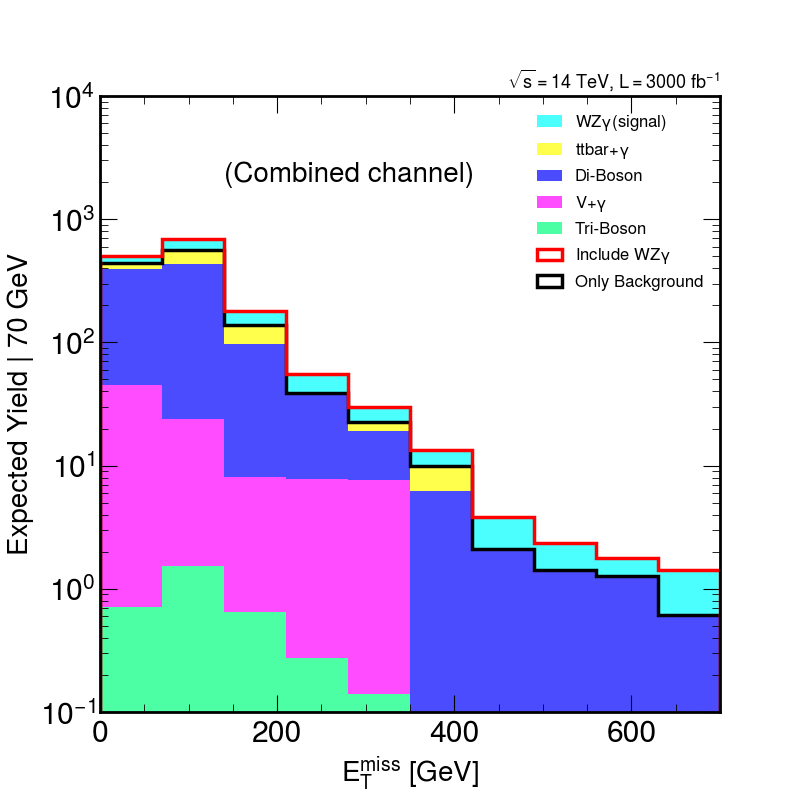 √s = 14 TeV, L = 3000 fb⁻¹
10⁴
WZγ(signal)
ttbar+γ
(Combined channel)
Di-Boson
V+γ
10³
Tri-Boson
Include WZγ
Only Background
10²
10¹
10⁰
10⁻¹
Expected Yield | 70 GeV
0 200 400 600
E_T^miss [GeV]